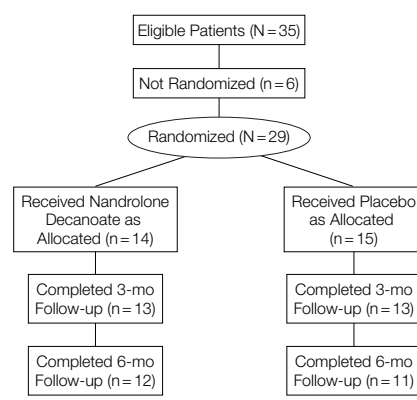 Eligible Patients (N=35)
Not Randomized (n=6)
Randomized (N=29)
Received Nandrolone
Decanoate as
Allocated (n=14)
Received Placebo
as Allocated
(n=15)
Completed 3-mo
Follow-up (n=13)
Completed 3-mo
Follow-up (n=13)
Completed 6-mo
Follow-up (n=12)
Completed 6-mo
Follow-up (n=11)